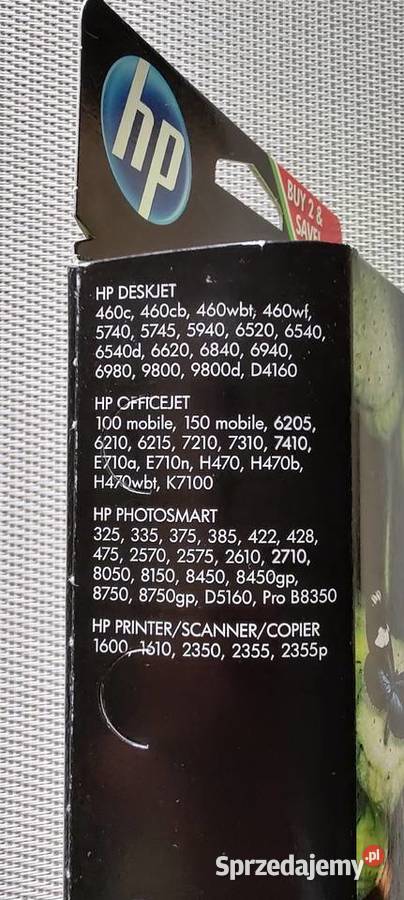 hp
BUY 2 &
SAVE!
HP DESKJET
460c, 460cb, 460wbt, 460wf,
5740, 5745, 5940, 6520, 6540,
6540d, 6620, 6840, 6940,
6980, 9800, 9800d, D4160
HP OFFICEJET
100 mobile, 150 mobile, 6205,
6210, 6215, 7210, 7310, 7410,
E710a, E710n, H470, H470b,
H470wbt, K7100
HP PHOTOSMART
325, 335, 375, 385, 422, 428,
475, 2570, 2575, 2610, 2710,
8050, 8150, 8450, 8450gp,
8750, 8750gp, D5160, Pro B8350
HP PRINTER/SCANNER/COPIER
1600, 1610, 2350, 2355, 2355p
Sprzedajemy.pl